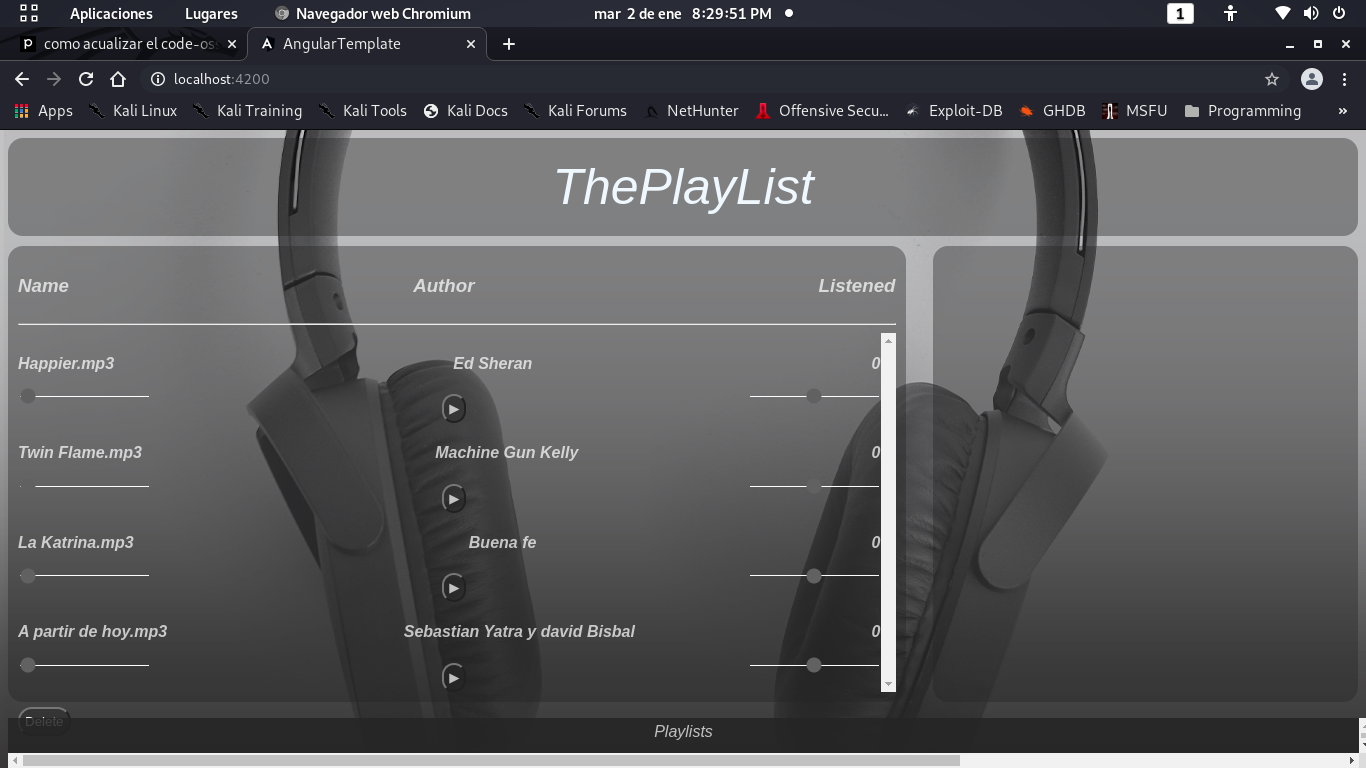 Aplicaciones Lugares Navegador web Chromium mar 2 de ene 8:29:51 PM 1
como acualizar el code-os AngularTemplate
localhost:4200
Apps Kali Linux Kali Training Kali Tools Kali Docs Kali Forums NetHunter Offensive Secu... Exploit-DB GHDB MSFU Programming »
ThePlayList
Name Author Listened
Happier.mp3 Ed Sheran 0
Twin Flame.mp3 Machine Gun Kelly 0
La Katrina.mp3 Buena fe 0
A partir de hoy.mp3 Sebastian Yatra y david Bisbal 0
Delete
Playlists